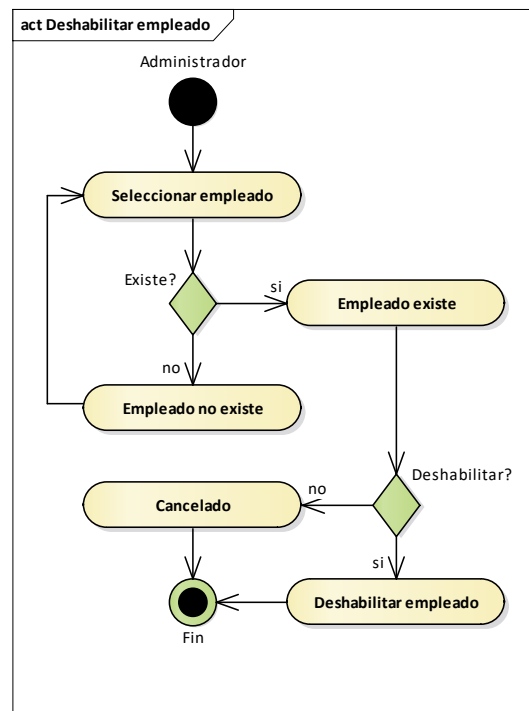 act Deshabilitar empleado
Administrador
Seleccionar empleado
Existe?
si
Empleado existe
no
Empleado no existe
Deshabilitar?
no
Cancelado
si
Deshabilitar empleado
Fin